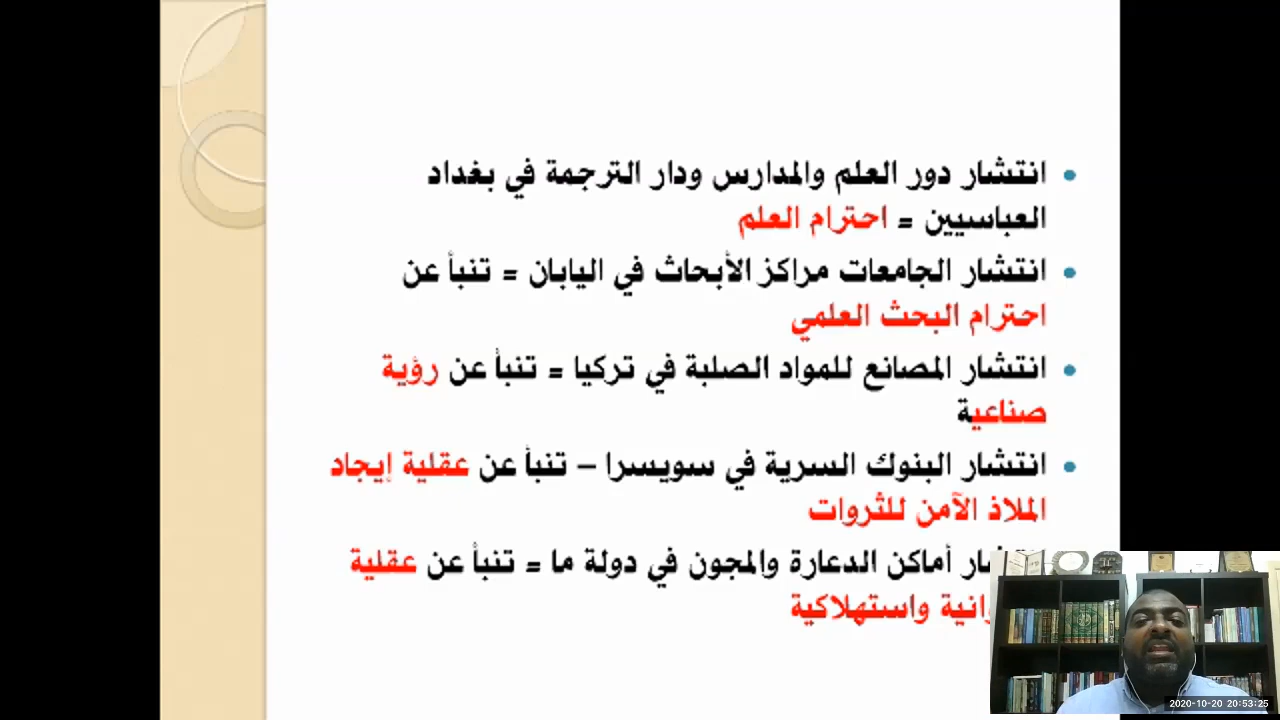 • انتشار دور العلم والمدارس ودار الترجمة في بغداد
العباسيين = احترام العلم
• انتشار الجامعات مراكز الأبحاث في اليابان = تنبأ عن
احترام البحث العلمي
• انتشار المصانع للمواد الصلبة في تركيا = تنبأ عن رؤية
صناعية
• انتشار البنوك السرية في سويسرا – تنبأ عن عقلية إيجاد
الملاذ الآمن للثروات
أماكن الدعارة والمجون في دولة ما = تنبأ عن عقلية
واستهلاكية
2020-10-20 20:53:25